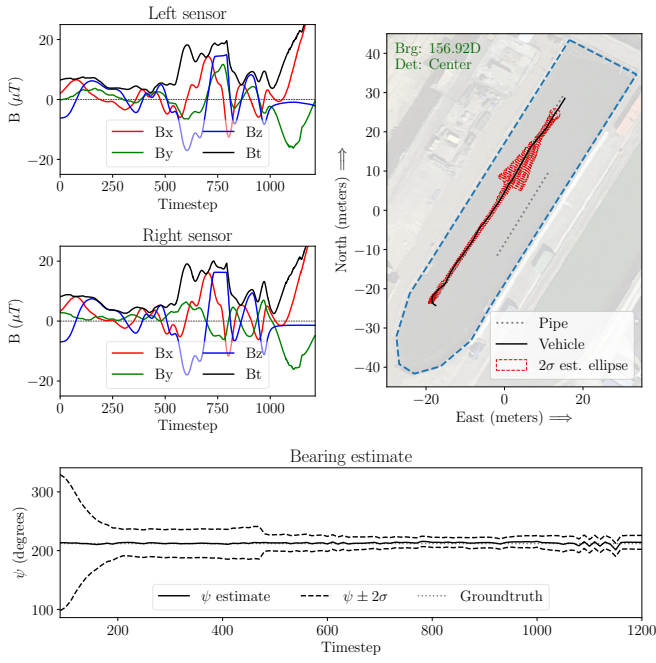 Left sensor
20
0
−20
B (μT)
Bx
By
Bz
Bt
0 250 500 750 1000
Timestep
Right sensor
20
0
−20
B (μT)
Bx
By
Bz
Bt
0 250 500 750 1000
Timestep
Brg: 156.92D
Det: Center
40
30
20
10
0
−10
−20
−30
−40
North (meters) ⟹
Pipe
Vehicle
2σ est. ellipse
−20 0 20
East (meters) ⟹
Bearing estimate
300
200
100
ψ (degrees)
ψ estimate
ψ ± 2σ
Groundtruth
200 400 600 800 1000 1200
Timestep